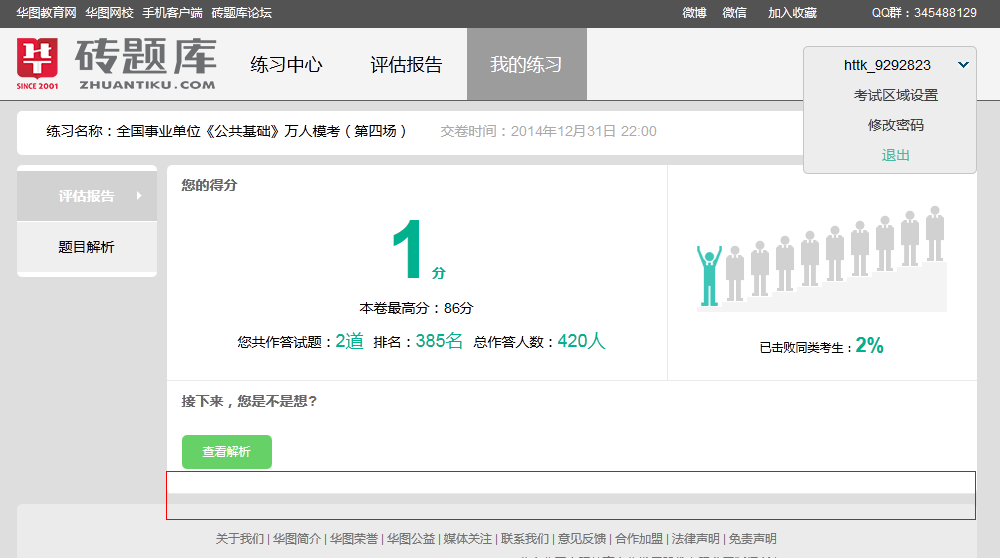 华图教育网 华图网校 手机客户端 砖题库论坛 微博 微信 加入收藏 QQ群：345488129
华图 SINCE 2001 砖题库 ZHUANTIKU.COM 练习中心 评估报告 我的练习
httk_9292823
考试区域设置
修改密码
退出
练习名称：全国事业单位《公共基础》万人模考（第四场） 交卷时间：2014年12月31日 22:00
评估报告
题目解析
您的得分
1分
本卷最高分：86分
您共作答试题：2道 排名：385名 总作答人数：420人
已击败同类考生：2%
接下来，您是不是想?
查看解析
关于我们 | 华图简介 | 华图荣誉 | 华图公益 | 媒体关注 | 联系我们 | 意见反馈 | 合作加盟 | 法律声明 | 免责声明